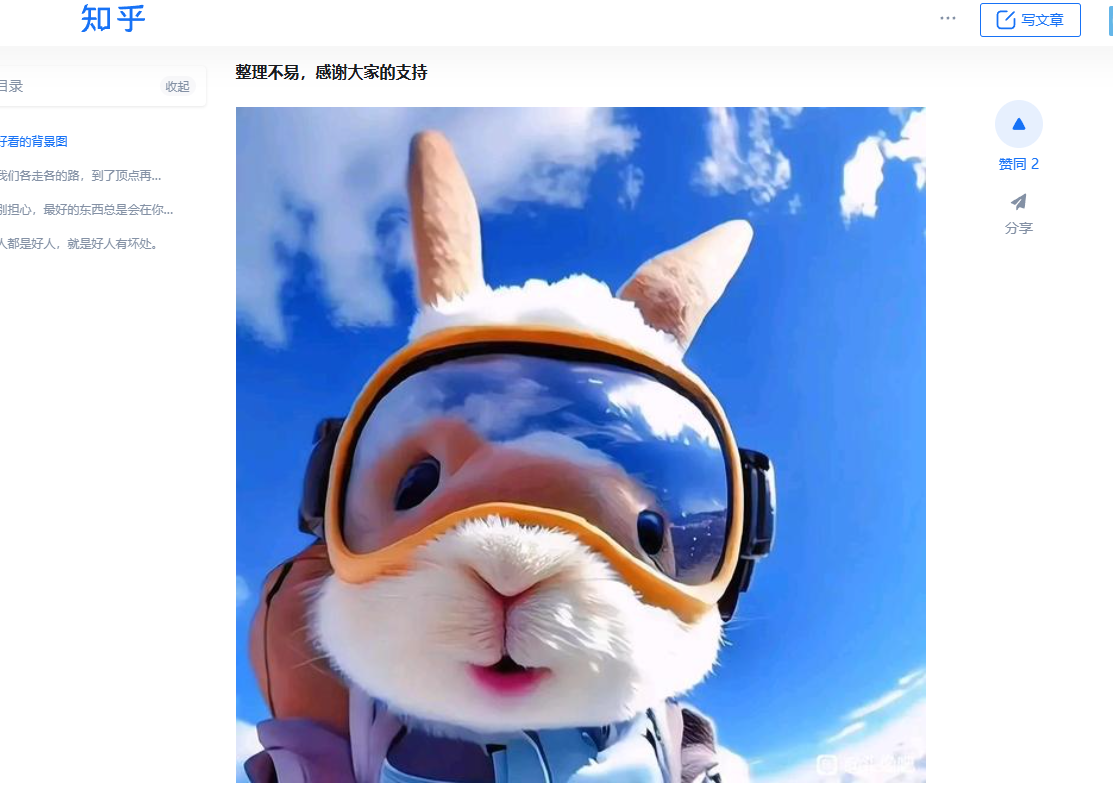 知乎
写文章
目录
收起
整理不易，感谢大家的支持
好看的背景图
我们各走各的路，到了顶点再...
别担心，最好的东西总是会在你...
人都是好人，就是好人有坏处。
赞同 2
分享